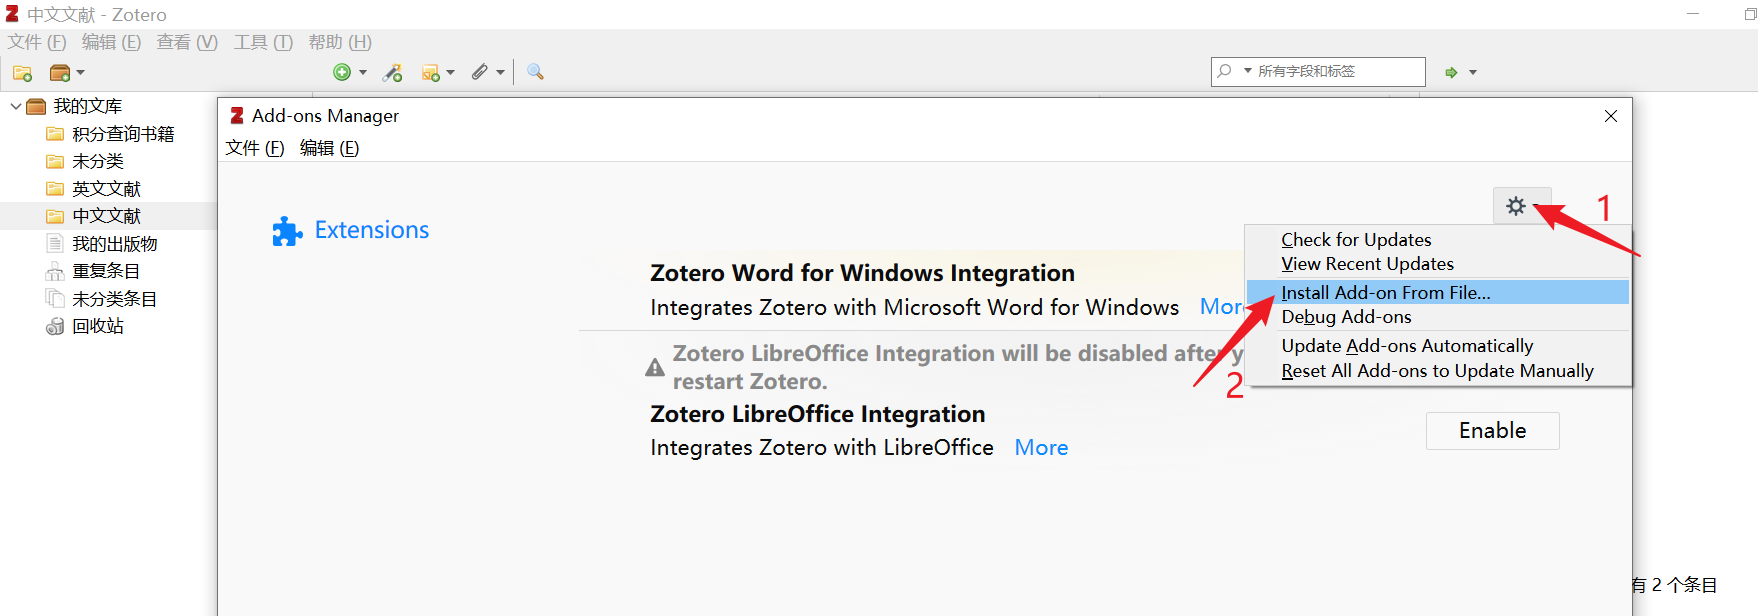 中文文献 - Zotero
文件 (F) 编辑 (E) 查看 (V) 工具 (T) 帮助 (H)
所有字段和标签
我的文库
积分查询书籍
未分类
英文文献
中文文献
我的出版物
重复条目
未分类条目
回收站
Add-ons Manager
文件 (F) 编辑 (E)
Extensions
1
Check for Updates
View Recent Updates
Install Add-on From File...
Debug Add-ons
Update Add-ons Automatically
Reset All Add-ons to Update Manually
2
Zotero Word for Windows Integration
Integrates Zotero with Microsoft Word for Windows More
Zotero LibreOffice Integration will be disabled after y
restart Zotero.
Zotero LibreOffice Integration
Integrates Zotero with LibreOffice More
Enable
有 2 个条目